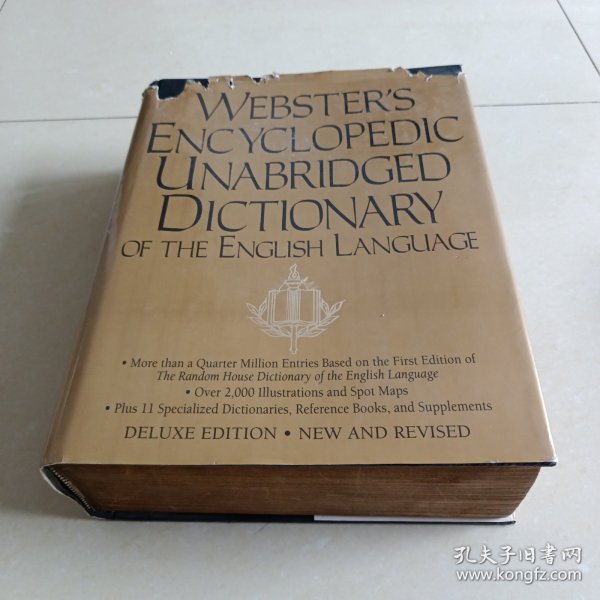 WEBSTER'S
ENCYCLOPEDIC
UNABRIDGED
DICTIONARY
OF THE ENGLISH LANGUAGE
• More than a Quarter Million Entries Based on the First Edition of
The Random House Dictionary of the English Language
• Over 2,000 Illustrations and Spot Maps
• Plus 11 Specialized Dictionaries, Reference Books, and Supplements
DELUXE EDITION • NEW AND REVISED
孔夫子旧书网
www.kongfz.com